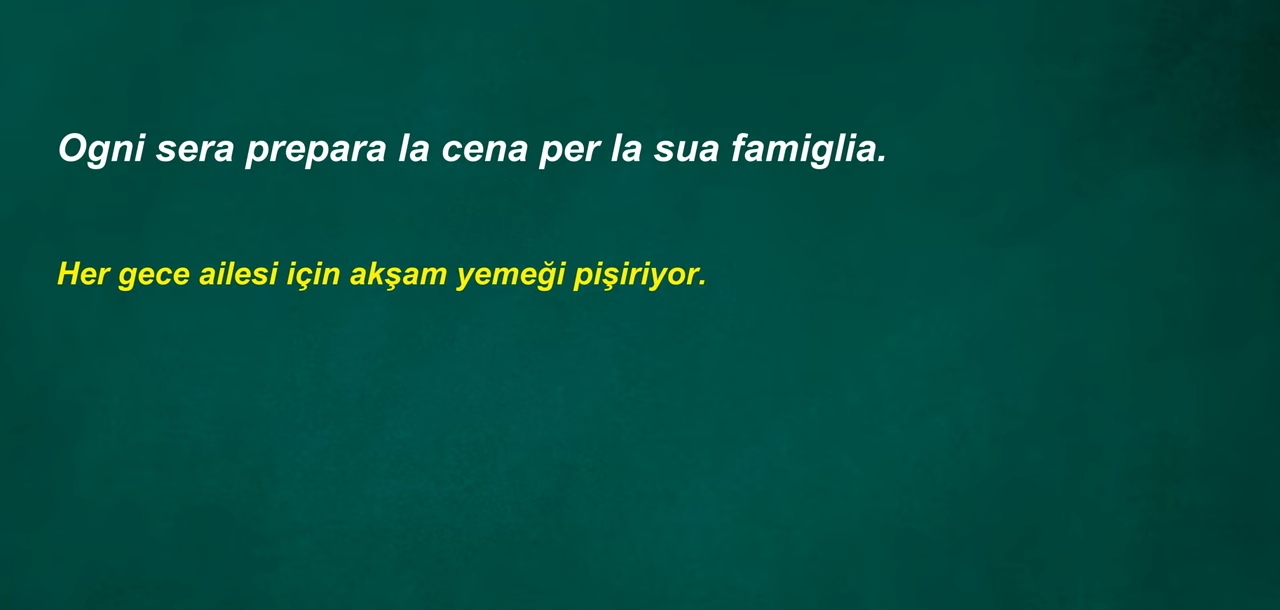 Ogni sera prepara la cena per la sua famiglia.
Her gece ailesi için akşam yemeği pişiriyor.